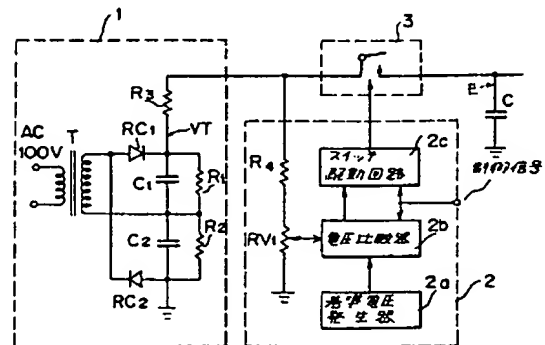 1
3
R3
E
AC
100V
T
RC1
VT
C1
R1
C
R4
2c
スイッチ
駆動回路
制御信号
C2
R2
RV1
2b
電圧比較器
RC2
2a
基準電圧
発生器
2